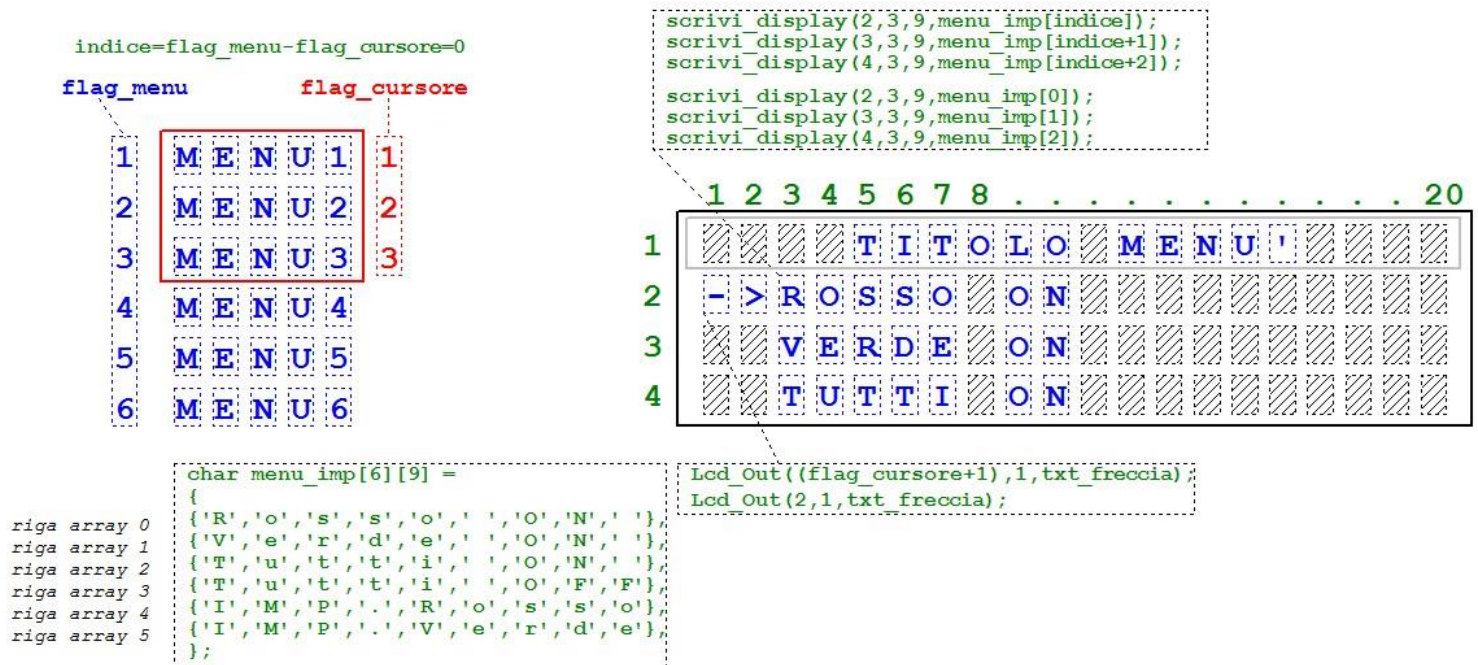 indice=flag_menu-flag_cursore=0
flag_menu
flag_cursore
1 MENU1 1
2 MENU2 2
3 MENU3 3
4 MENU4
5 MENU5
6 MENU6
scrivi_display(2,3,9,menu_imp[indice]);
scrivi_display(3,3,9,menu_imp[indice+1]);
scrivi_display(4,3,9,menu_imp[indice+2]);
scrivi_display(2,3,9,menu_imp[0]);
scrivi_display(3,3,9,menu_imp[1]);
scrivi_display(4,3,9,menu_imp[2]);
1 2 3 4 5 6 7 8 . . . . . . . . . . . 20
1 TITOLO MENU'
2 ->ROSSO ON
3 VERDE ON
4 TUTTI ON
char menu_imp[6][9] =
{
riga array 0 {'R','o','s','s','o',' ','O','N',' '},
riga array 1 {'V','e','r','d','e',' ','O','N',' '},
riga array 2 {'T','u','t','t','i',' ','O','N',' '},
riga array 3 {'T','u','t','t','i',' ','O','F','F'},
riga array 4 {'I','M','P','.','R','o','s','s','o'},
riga array 5 {'I','M','P','.','V','e','r','d','e'},
};
Lcd_Out((flag_cursore+1),1,txt_freccia);
Lcd_Out(2,1,txt_freccia);